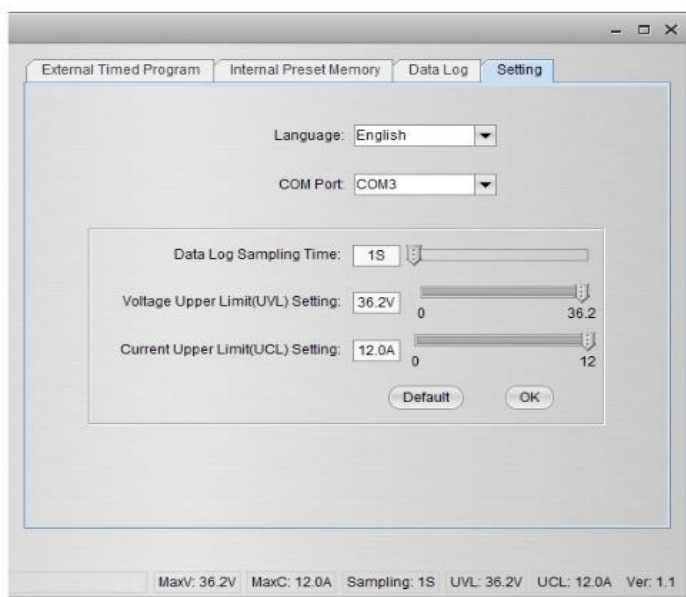 External Timed Program Internal Preset Memory Data Log Setting
Language: English
COM Port: COM3
Data Log Sampling Time: 1S
Voltage Upper Limit(UVL) Setting: 36.2V
0 36.2
Current Upper Limit(UCL) Setting: 12.0A
0 12
Default OK
MaxV: 36.2V MaxC: 12.0A Sampling: 1S UVL: 36.2V UCL: 12.0A Ver: 1.1